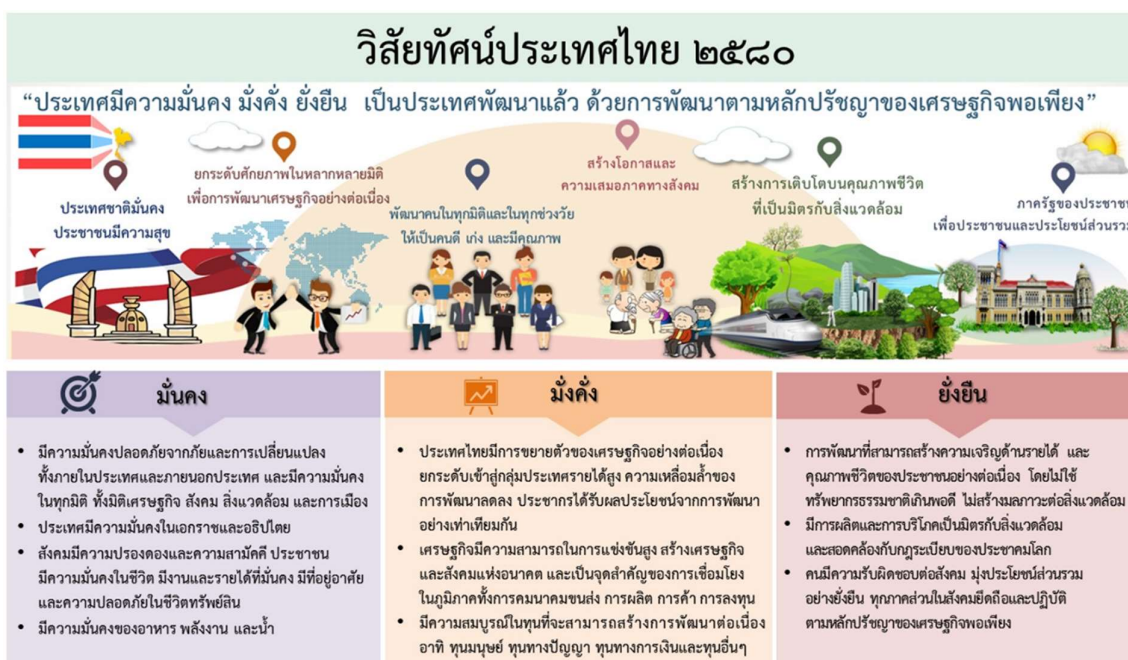 วิสัยทัศน์ประเทศไทย ๒๕๘๐
“ประเทศมีความมั่นคง มั่งคั่ง ยั่งยืน เป็นประเทศพัฒนาแล้ว ด้วยการพัฒนาตามหลักปรัชญาของเศรษฐกิจพอเพียง”
ประเทศชาติมั่นคง
ประชาชนมีความสุข
ยกระดับศักยภาพในหลากหลายมิติ
เพื่อการพัฒนาเศรษฐกิจอย่างต่อเนื่อง
พัฒนาคนในทุกมิติและในทุกช่วงวัย
ให้เป็นคนดี เก่ง และมีคุณภาพ
สร้างโอกาสและ
ความเสมอภาคทางสังคม
สร้างการเติบโตบนคุณภาพชีวิต
ที่เป็นมิตรกับสิ่งแวดล้อม
ภาครัฐของประชาชน
เพื่อประชาชนและประโยชน์ส่วนรวม
มั่นคง
• มีความมั่นคงปลอดภัยจากภัยและการเปลี่ยนแปลง
ทั้งภายในประเทศและภายนอกประเทศ และมีความมั่นคง
ในทุกมิติ ทั้งมิติเศรษฐกิจ สังคม สิ่งแวดล้อม และการเมือง
• ประเทศมีความมั่นคงในเอกราชและอธิปไตย
• สังคมมีความปรองดองและความสามัคคี ประชาชน
มีความมั่นคงในชีวิต มีงานและรายได้ที่มั่นคง มีที่อยู่อาศัย
และความปลอดภัยในชีวิตทรัพย์สิน
• มีความมั่นคงของอาหาร พลังงาน และน้ำ
มั่งคั่ง
• ประเทศไทยมีการขยายตัวของเศรษฐกิจอย่างต่อเนื่อง
ยกระดับเข้าสู่กลุ่มประเทศรายได้สูง ความเหลื่อมล้ำของ
การพัฒนาลดลง ประชากรได้รับผลประโยชน์จากการพัฒนา
อย่างเท่าเทียมกัน
• เศรษฐกิจมีความสามารถในการแข่งขันสูง สร้างเศรษฐกิจ
และสังคมแห่งอนาคต และเป็นจุดสำคัญของการเชื่อมโยง
ในภูมิภาคทั้งการคมนาคมขนส่ง การผลิต การค้า การลงทุน
• มีความสมบูรณ์ในทุนที่จะสามารถสร้างการพัฒนาต่อเนื่อง
อาทิ ทุนมนุษย์ ทุนทางปัญญา ทุนทางการเงินและทุนอื่นๆ
ยั่งยืน
• การพัฒนาที่สามารถสร้างความเจริญด้านรายได้ และ
คุณภาพชีวิตของประชาชนอย่างต่อเนื่อง โดยไม่ใช้
ทรัพยากรธรรมชาติเกินพอดี ไม่สร้างมลภาวะต่อสิ่งแวดล้อม
• มีการผลิตและการบริโภคเป็นมิตรกับสิ่งแวดล้อม
และสอดคล้องกับกฎระเบียบของประชาคมโลก
• คนมีความรับผิดชอบต่อสังคม มุ่งประโยชน์ส่วนรวม
อย่างยั่งยืน ทุกภาคส่วนในสังคมยึดถือและปฏิบัติ
ตามหลักปรัชญาของเศรษฐกิจพอเพียง